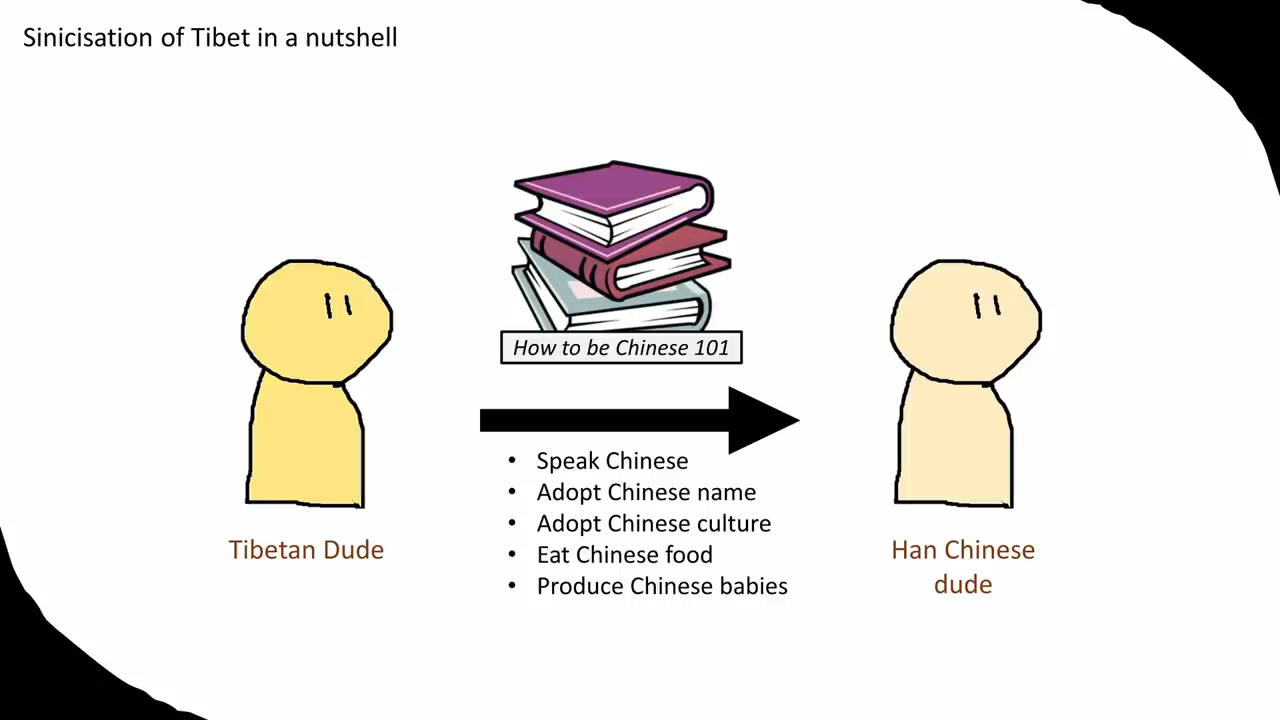 Sinicisation of Tibet in a nutshell
How to be Chinese 101
• Speak Chinese
• Adopt Chinese name
• Adopt Chinese culture
• Eat Chinese food
• Produce Chinese babies
Tibetan Dude
Han Chinese
dude